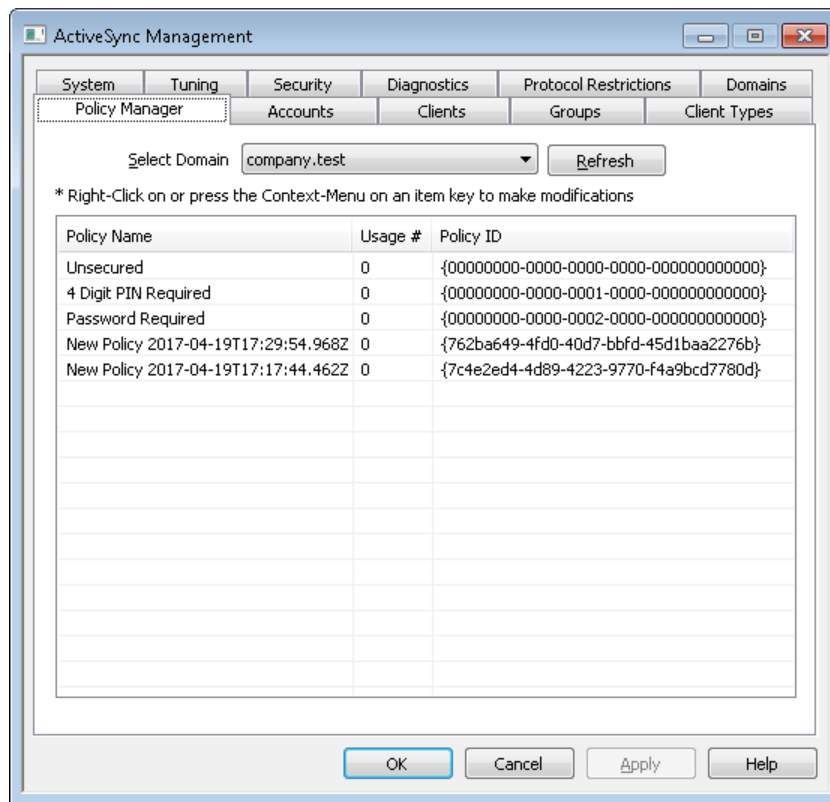 ActiveSync Management
System Tuning Security Diagnostics Protocol Restrictions Domains
Policy Manager Accounts Clients Groups Client Types
Select Domain company.test Refresh
* Right-Click on or press the Context-Menu on an item key to make modifications
Policy Name Usage # Policy ID
Unsecured 0 {00000000-0000-0000-0000-000000000000}
4 Digit PIN Required 0 {00000000-0000-0001-0000-000000000000}
Password Required 0 {00000000-0000-0002-0000-000000000000}
New Policy 2017-04-19T17:29:54.968Z 0 {762ba649-4fd0-40d7-bbfd-45d1baa2276b}
New Policy 2017-04-19T17:17:44.462Z 0 {7c4e2ed4-4d89-4223-9770-f4a9bcd7780d}
OK Cancel Apply Help